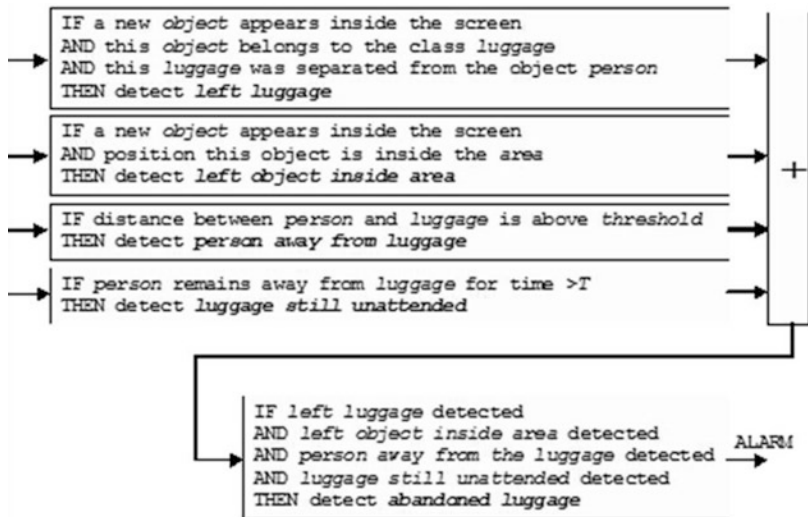 IF a new object appears inside the screen
AND this object belongs to the class luggage
AND this luggage was separated from the object person
THEN detect left luggage
IF a new object appears inside the screen
AND position this object is inside the area
THEN detect left object inside area
IF distance between person and luggage is above threshold
THEN detect person away from luggage
IF person remains away from luggage for time >T
THEN detect luggage still unattended
+
IF left luggage detected
AND left object inside area detected
AND person away from the luggage detected
AND luggage still unattended detected
THEN detect abandoned luggage
ALARM